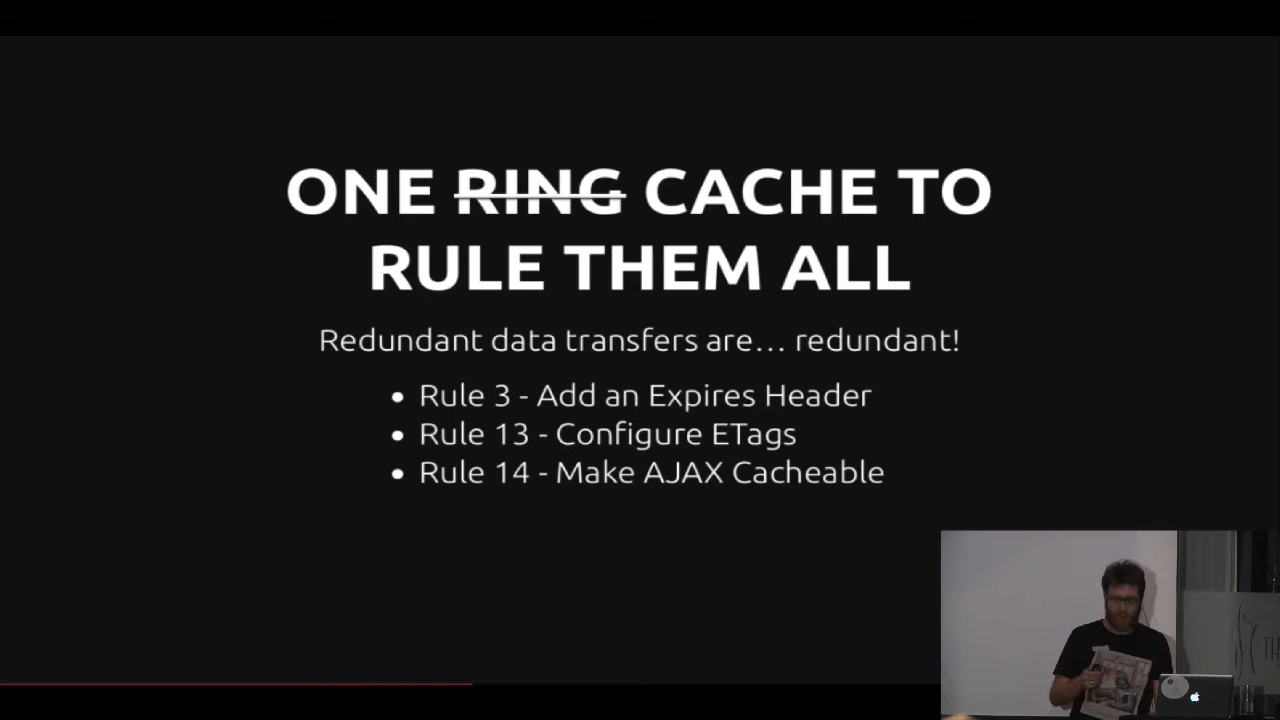 ONE RING CACHE TO
RULE THEM ALL
Redundant data transfers are... redundant!
• Rule 3 - Add an Expires Header
• Rule 13 - Configure ETags
• Rule 14 - Make AJAX Cacheable